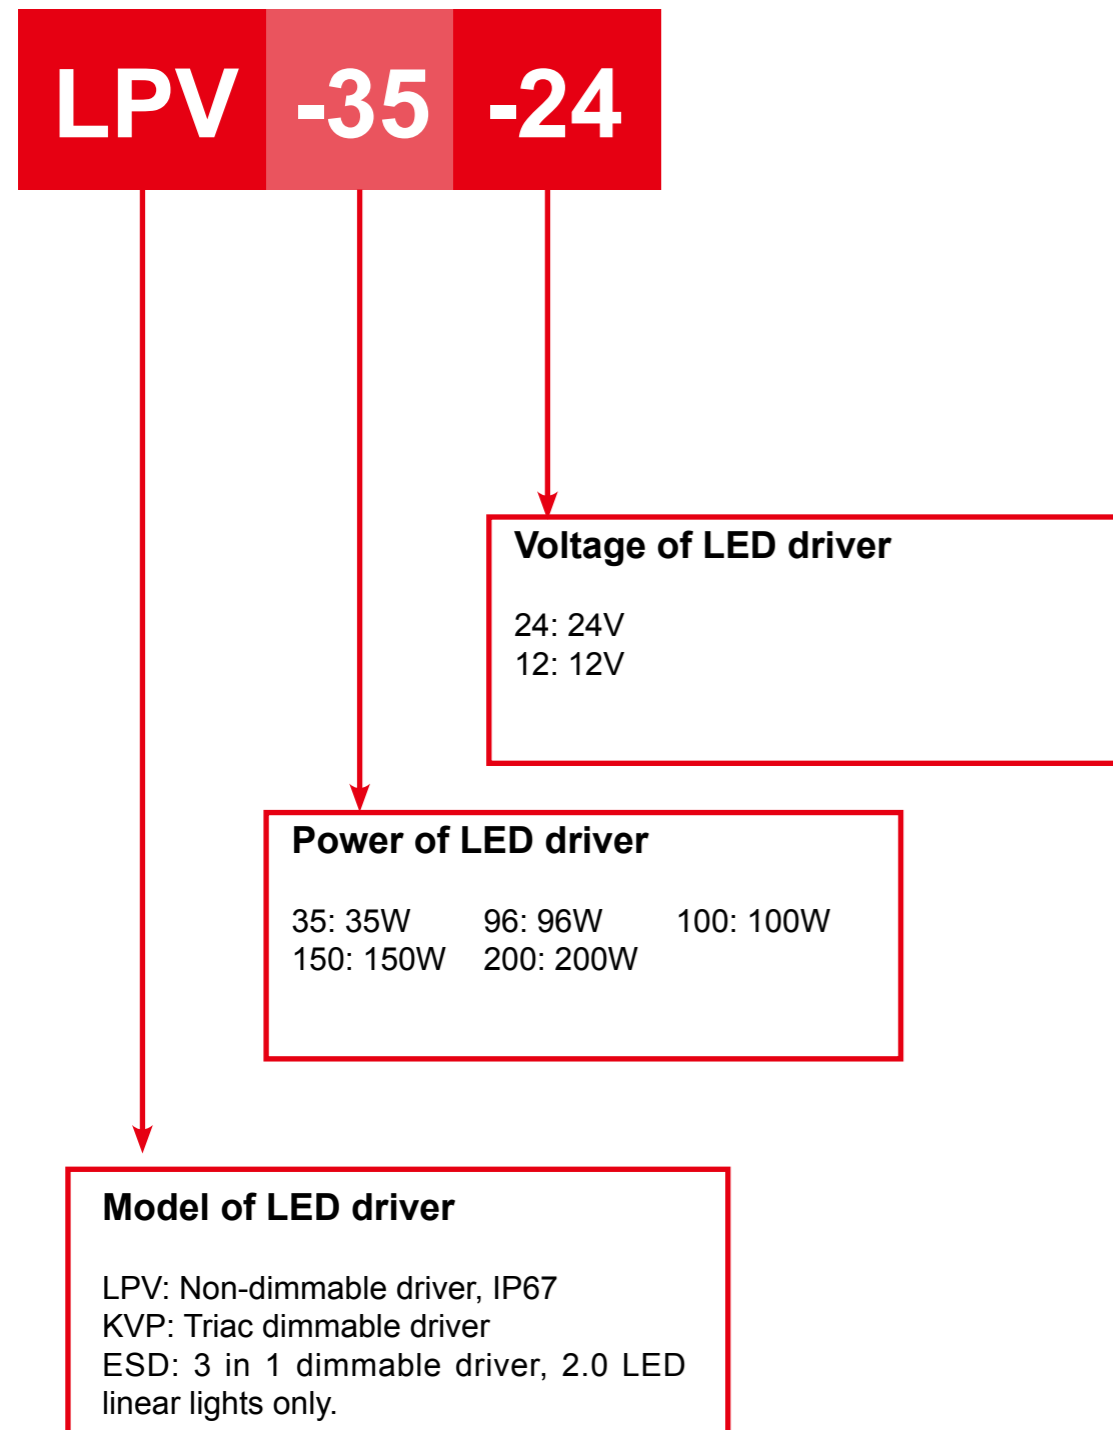 LPV -35 -24
Voltage of LED driver
24: 24V
12: 12V
Power of LED driver
35: 35W 96: 96W 100: 100W
150: 150W 200: 200W
Model of LED driver
LPV: Non-dimmable driver, IP67
KVP: Triac dimmable driver
ESD: 3 in 1 dimmable driver, 2.0 LED
linear lights only.